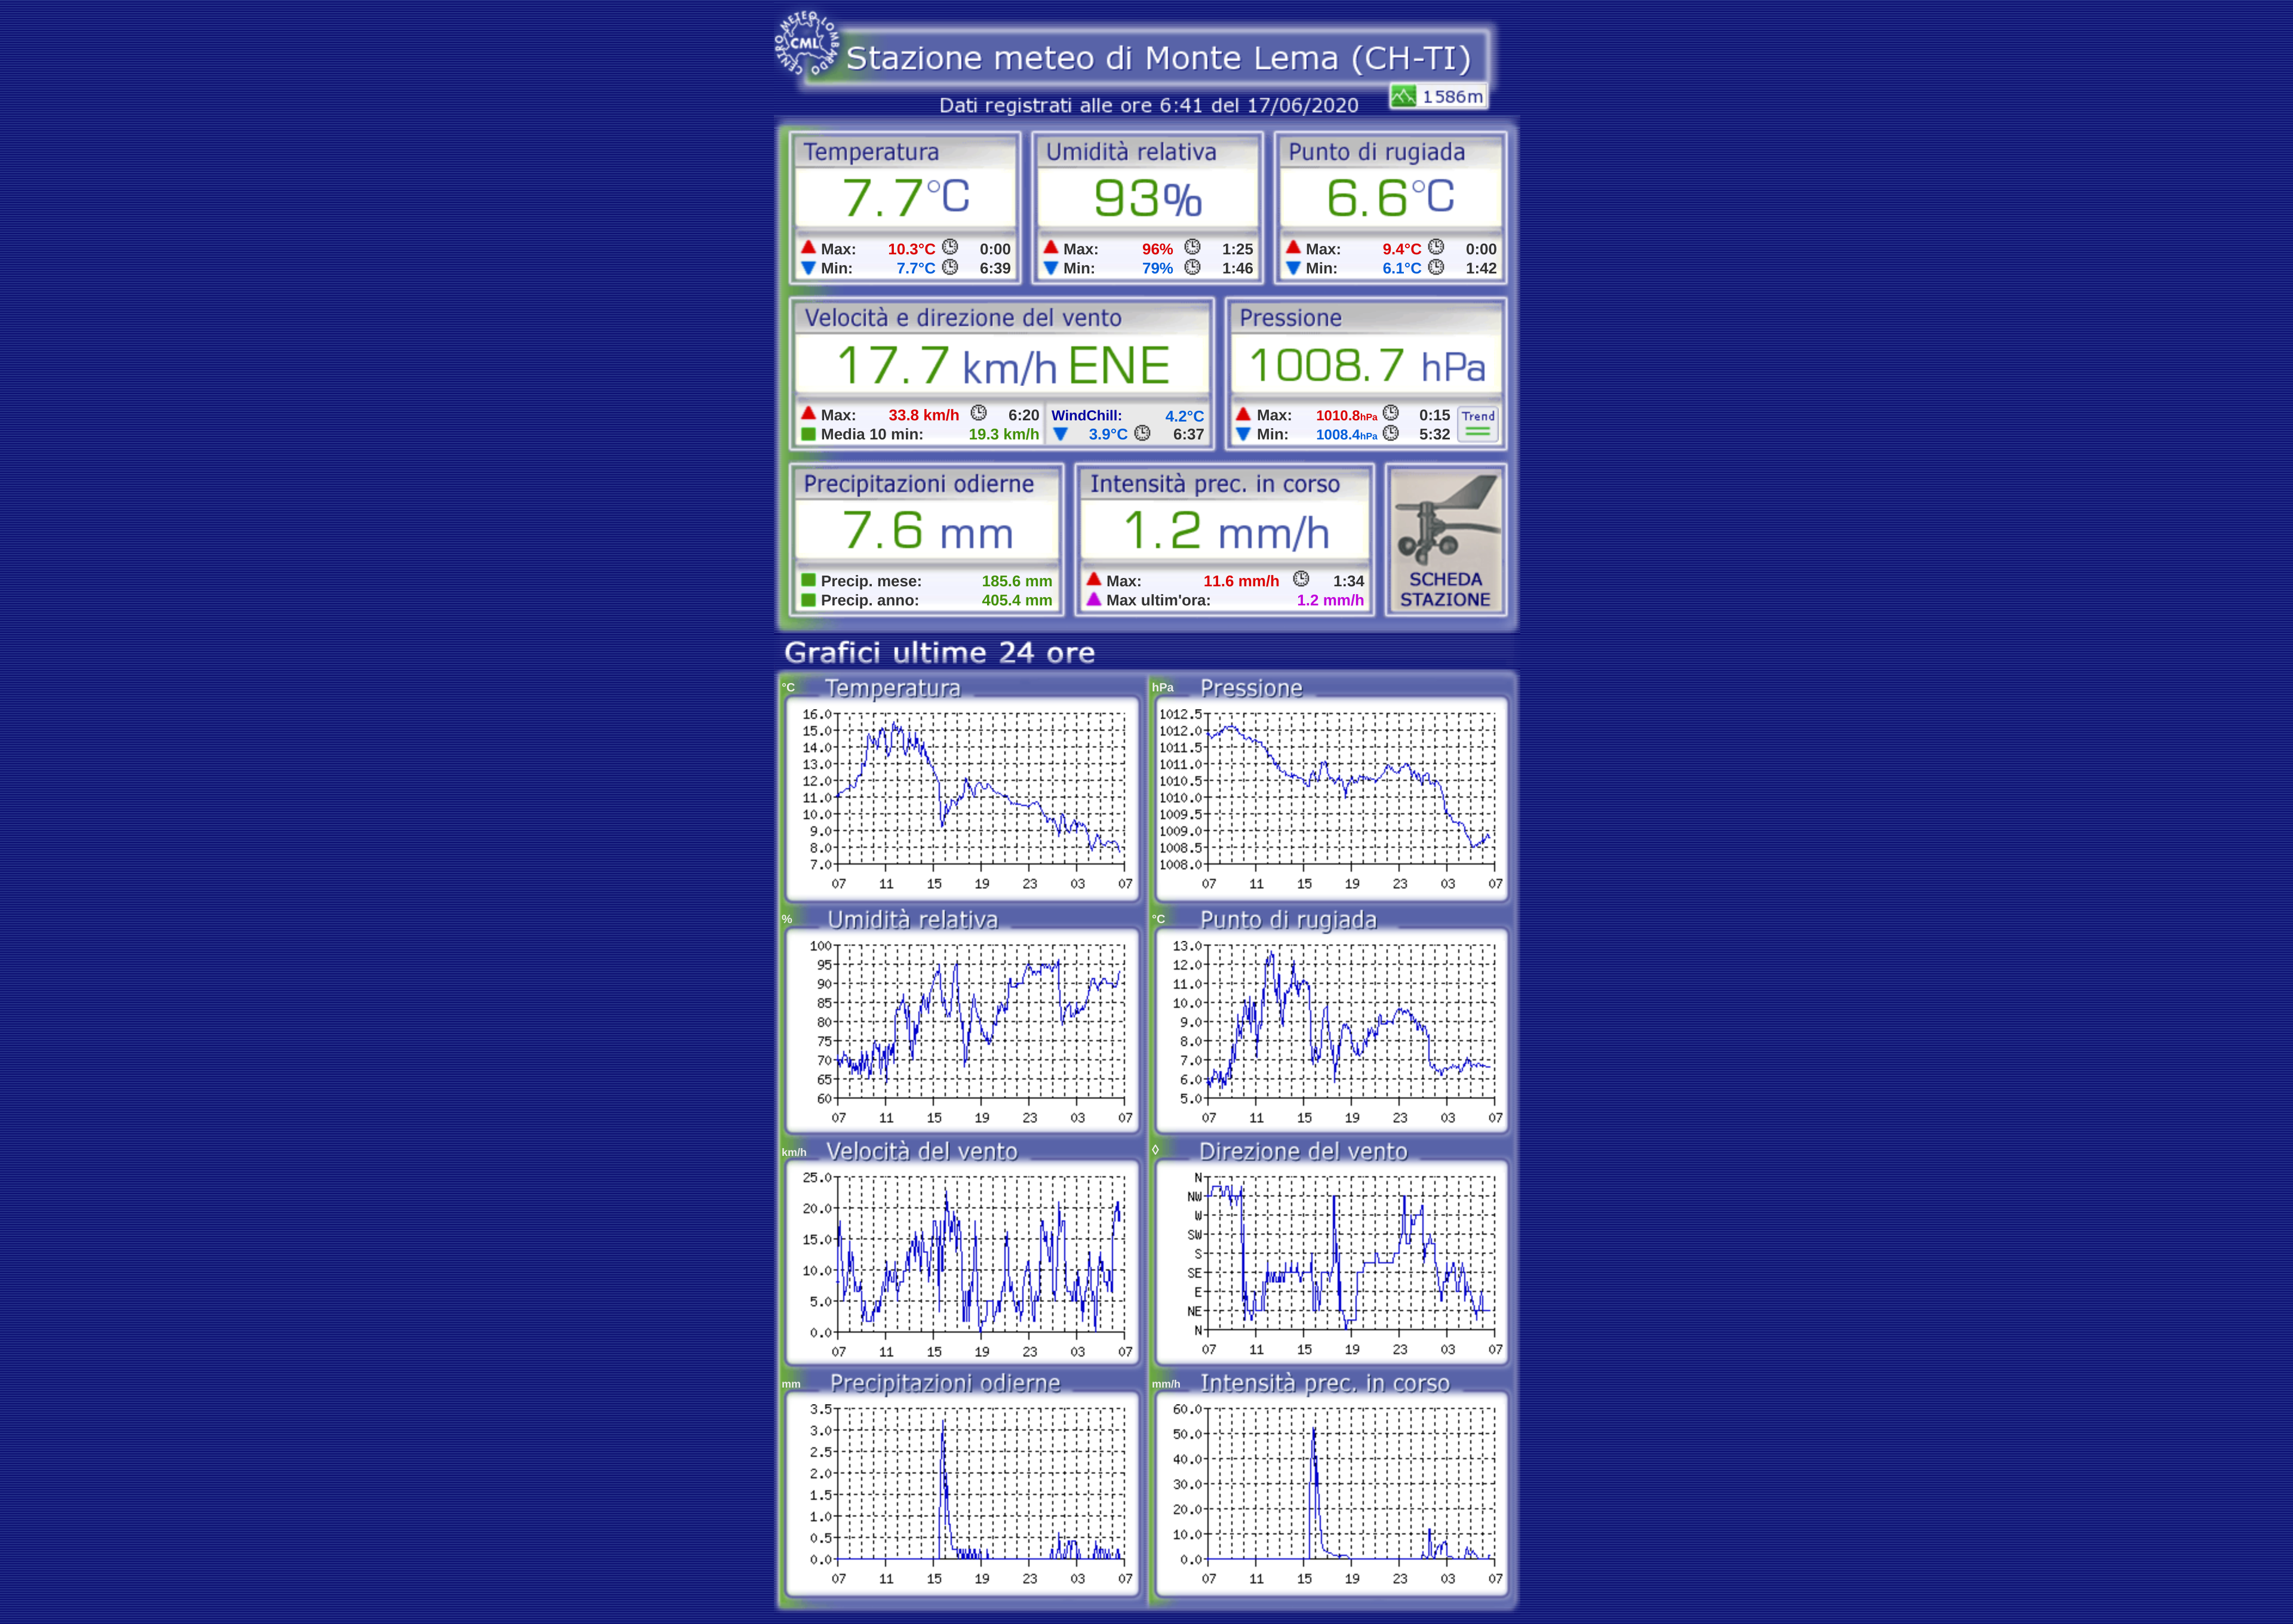 CENTRO METEO LOMBARDO
CML
Stazione meteo di Monte Lema (CH-TI)
1586m
Dati registrati alle ore 6:41 del 17/06/2020
Temperatura
7.7°C
Max: 10.3°C 0:00
Min: 7.7°C 6:39
Umidità relativa
93%
Max: 96% 1:25
Min: 79% 1:46
Punto di rugiada
6.6°C
Max: 9.4°C 0:00
Min: 6.1°C 1:42
Velocità e direzione del vento
17.7 km/h ENE
Max: 33.8 km/h 6:20
Media 10 min: 19.3 km/h
WindChill: 4.2°C
3.9°C 6:37
Pressione
1008.7 hPa
Max: 1010.8hPa 0:15
Min: 1008.4hPa 5:32
Trend
Precipitazioni odierne
7.6 mm
Precip. mese: 185.6 mm
Precip. anno: 405.4 mm
Intensità prec. in corso
1.2 mm/h
Max: 11.6 mm/h 1:34
Max ultim'ora: 1.2 mm/h
SCHEDA
STAZIONE
Grafici ultime 24 ore
°C Temperatura
16.0
15.0
14.0
13.0
12.0
11.0
10.0
9.0
8.0
7.0
07 11 15 19 23 03 07
hPa Pressione
1012.5
1012.0
1011.5
1011.0
1010.5
1010.0
1009.5
1009.0
1008.5
1008.0
07 11 15 19 23 03 07
% Umidità relativa
100
95
90
85
80
75
70
65
60
07 11 15 19 23 03 07
°C Punto di rugiada
13.0
12.0
11.0
10.0
9.0
8.0
7.0
6.0
5.0
07 11 15 19 23 03 07
km/h Velocità del vento
25.0
20.0
15.0
10.0
5.0
0.0
07 11 15 19 23 03 07
◊ Direzione del vento
N
NW
W
SW
S
SE
E
NE
N
07 11 15 19 23 03 07
mm Precipitazioni odierne
3.5
3.0
2.5
2.0
1.5
1.0
0.5
0.0
07 11 15 19 23 03 07
mm/h Intensità prec. in corso
60.0
50.0
40.0
30.0
20.0
10.0
0.0
07 11 15 19 23 03 07